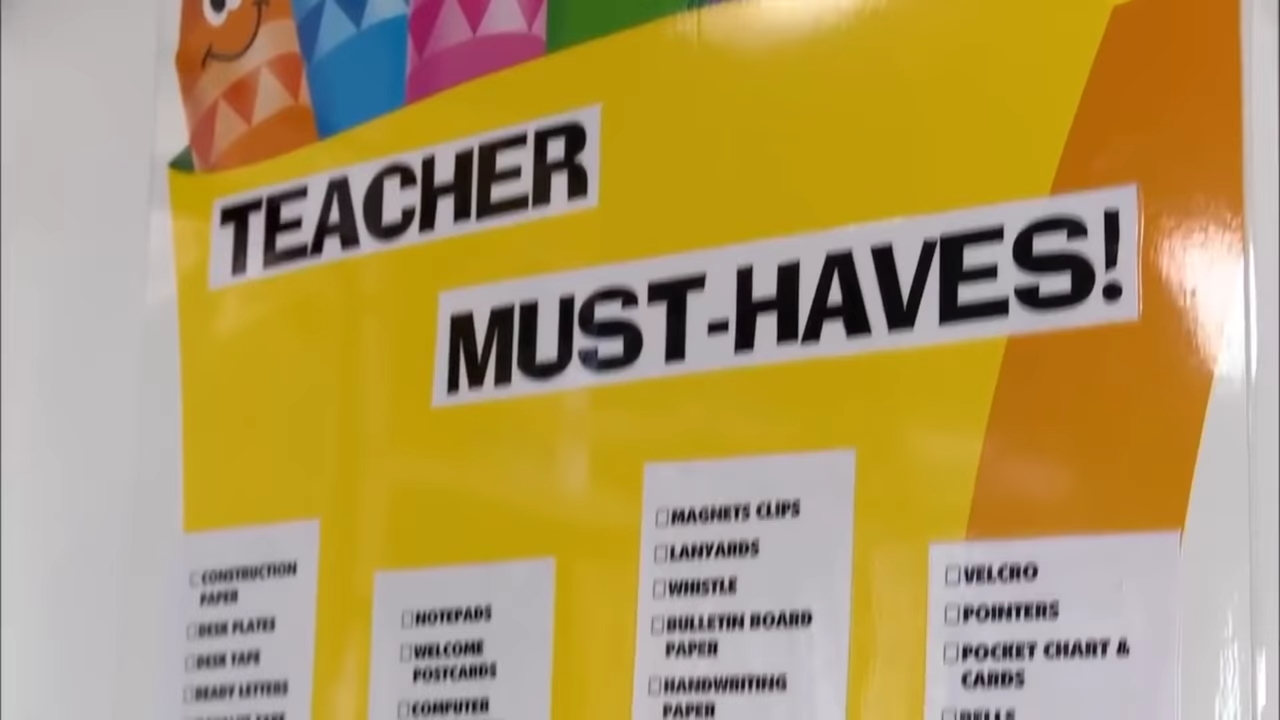 TEACHER
MUST-HAVES!
CONSTRUCTION
PAPER
DESK PLATES
DESK TAPE
READY LETTERS
NOTEPADS
WELCOME
POSTCARDS
COMPUTER
MAGNETS CLIPS
LANYARDS
WHISTLE
BULLETIN BOARD
PAPER
HANDWRITING
PAPER
VELCRO
POINTERS
POCKET CHART &
CARDS
BELLS